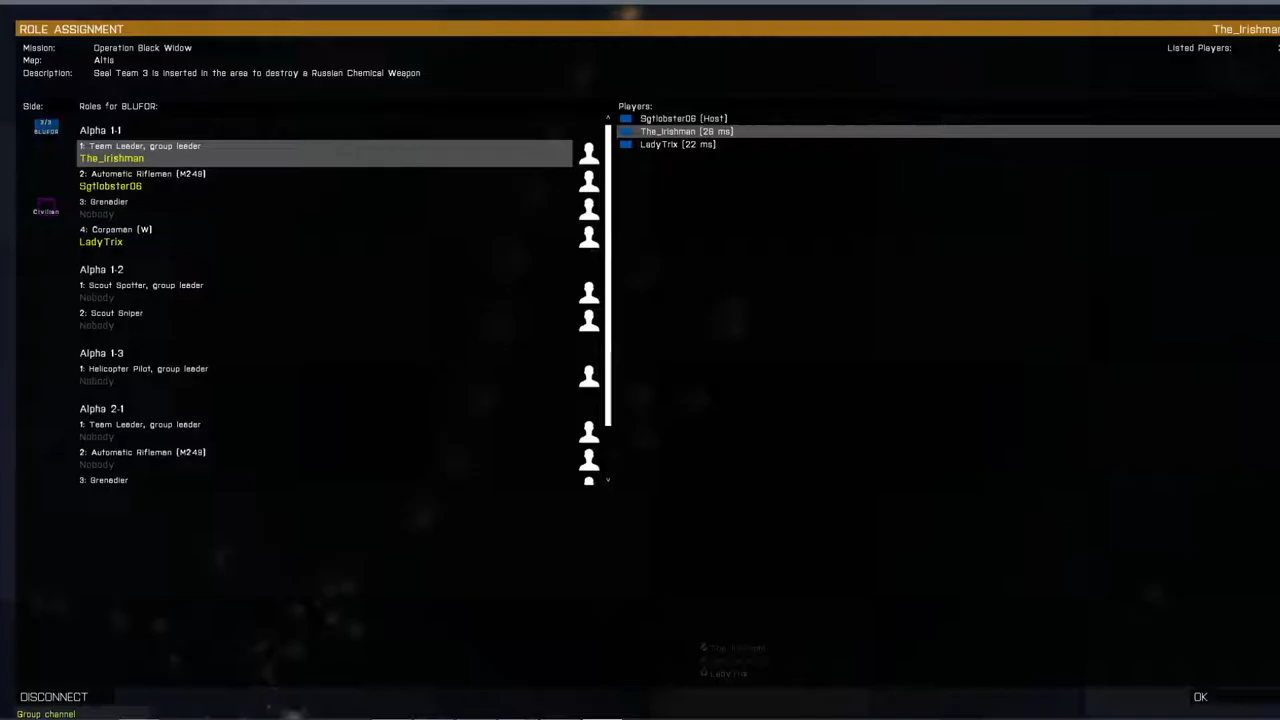 ROLE ASSIGNMENT
The_Irishman
Mission: Operation Black Widow
Listed Players:
Map: Altis
Description: Seal Team 3 is inserted in the area to destroy a Russian Chemical Weapon
Side:
Roles for BLUFOR:
Players:
3/3
BLUFOR
Civilian
Alpha 1-1
1: Team Leader, group leader
The_Irishman
2: Automatic Rifleman (M249)
Sgtlobster06
3: Grenadier
Nobody
4: Corpsman (W)
LadyTrix
Alpha 1-2
1: Scout Spotter, group leader
Nobody
2: Scout Sniper
Nobody
Alpha 1-3
1: Helicopter Pilot, group leader
Nobody
Alpha 2-1
1: Team Leader, group leader
Nobody
2: Automatic Rifleman (M249)
Nobody
3: Grenadier
Sgtlobster06 (Host)
The_Irishman (26 ms)
LadyTrix (22 ms)
LadyTrix
DISCONNECT
OK
Group channel